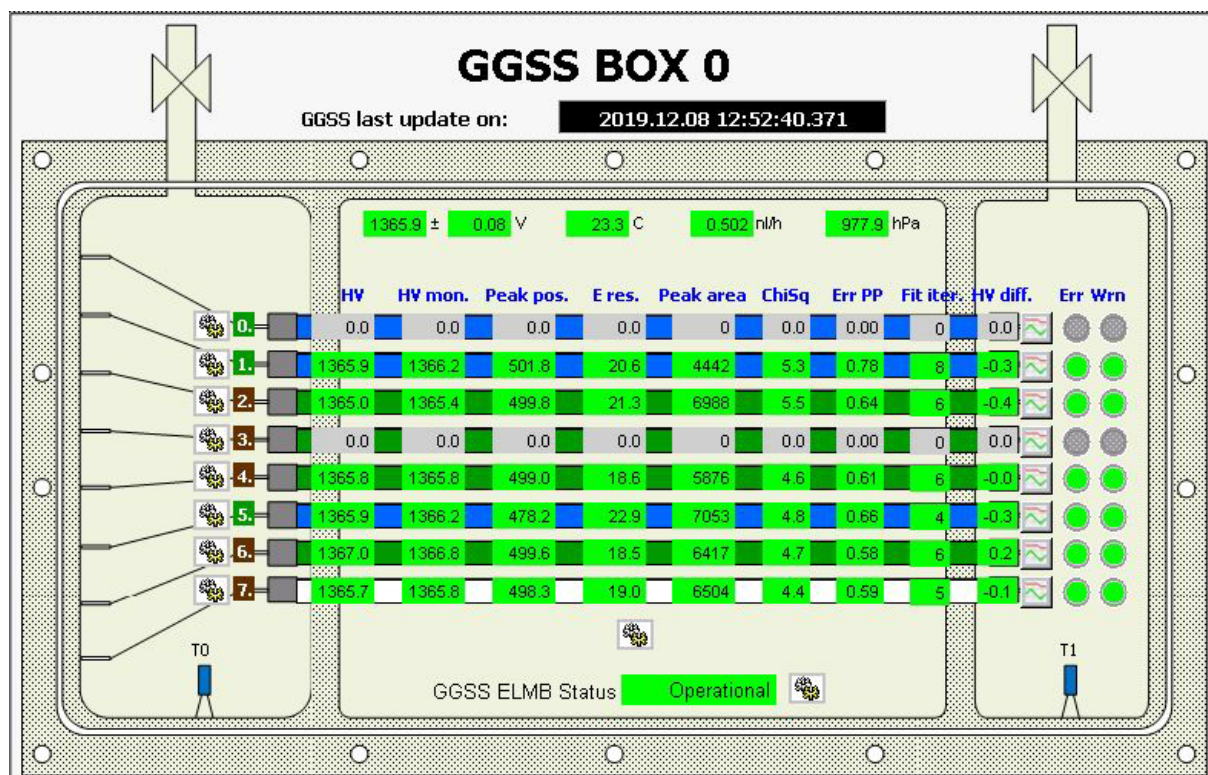 GGSS BOX 0
GGSS last update on: 2019.12.08 12:52:40.371
1365.9 ± 0.08 V 23.3 C 0.502 nl/h 977.9 hPa
HV HV mon. Peak pos. E res. Peak area ChiSq Err PP Fit iter. HV diff. Err Wrn
0. 0.0 0.0 0.0 0.0 0 0.0 0.00 0 0.0
1. 1365.9 1366.2 501.8 20.6 4442 5.3 0.78 8 -0.3
2. 1365.0 1365.4 499.8 21.3 6988 5.5 0.64 6 -0.4
3. 0.0 0.0 0.0 0.0 0 0.0 0.00 0 0.0
4. 1365.8 1365.8 499.0 18.6 5876 4.6 0.61 6 -0.0
5. 1365.9 1366.2 478.2 22.9 7053 4.8 0.66 4 -0.3
6. 1367.0 1366.8 499.6 18.5 6417 4.7 0.58 6 0.2
7. 1365.7 1365.8 498.3 19.0 6504 4.4 0.59 5 -0.1
T0 T1
GGSS ELMB Status Operational